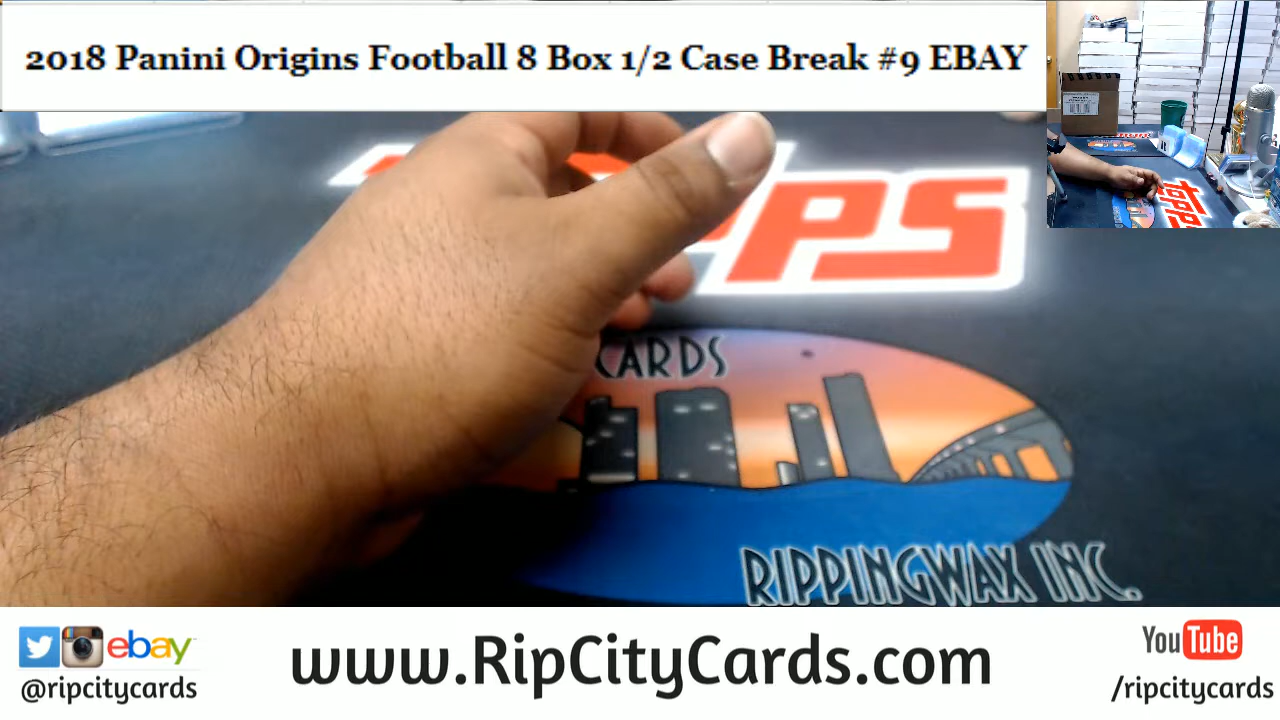 2018 Panini Origins Football 8 Box 1/2 Case Break #9 EBAY
CARDS
RIPPINGWAX INC.
ebay
@ripcitycards
www.RipCityCards.com
YouTube
/ripcitycards